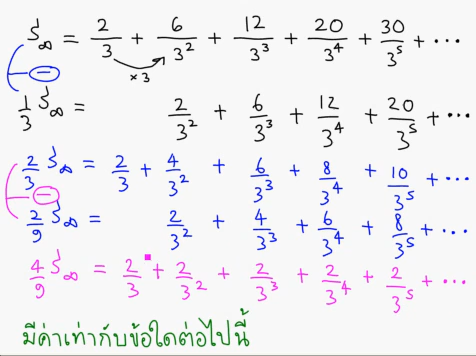 S∞ = 2/3 + 6/3² + 12/3³ + 20/3⁴ + 30/3⁵ + ⋯
×3
−
1/3 S∞ = 2/3² + 6/3³ + 12/3⁴ + 20/3⁵ + ⋯
2/3 S∞ = 2/3 + 4/3² + 6/3³ + 8/3⁴ + 10/3⁵ + ⋯
−
2/9 S∞ = 2/3² + 4/3³ + 6/3⁴ + 8/3⁵ + ⋯
4/9 S∞ = 2/3 + 2/3² + 2/3³ + 2/3⁴ + 2/3⁵ + ⋯
มีค่าเท่ากับข้อใดต่อไปนี้